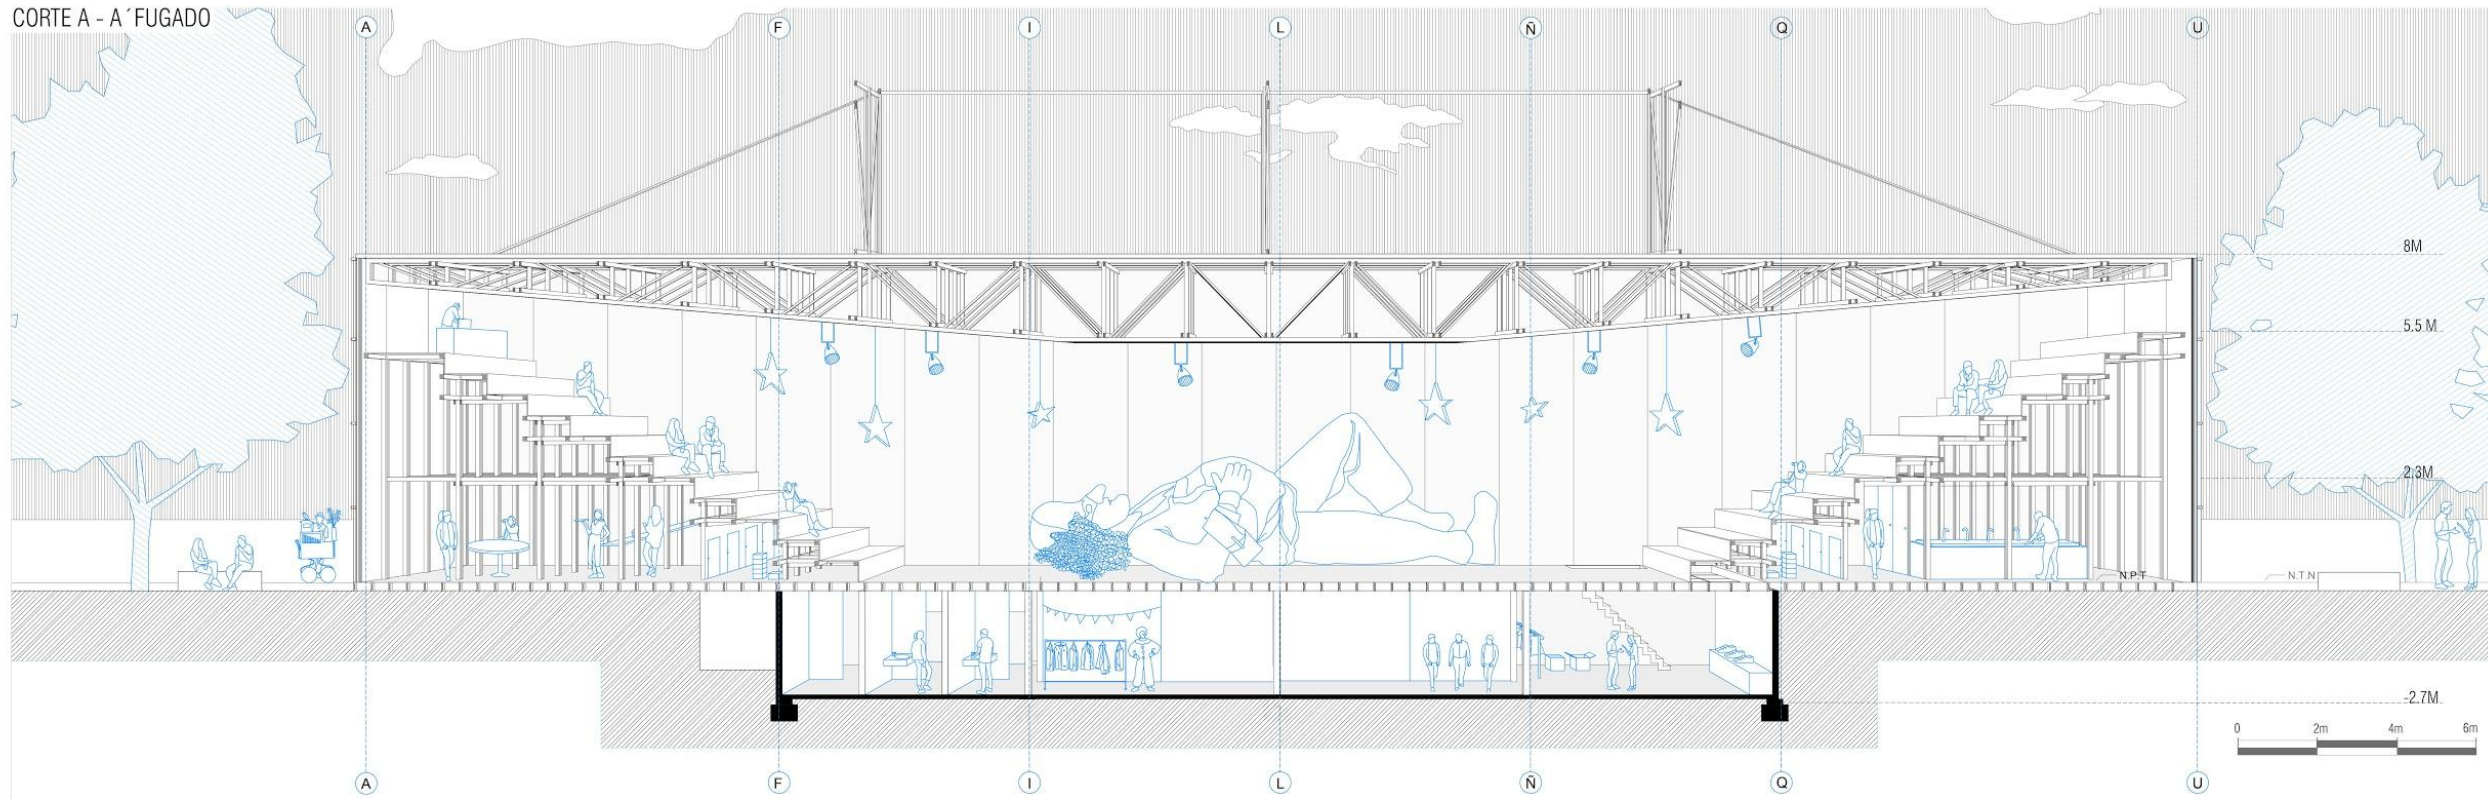 CORTE A - A´FUGADO
A F I L Ñ Q U
8M
5.5 M
2.3M
N.P.T
N.T.N
-2.7M
0 2m 4m 6m
A F I L Ñ Q U